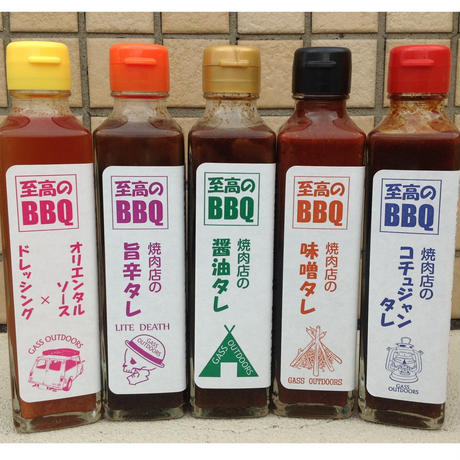 至高の
BBQ
オリエンタル
ソース
×
ドレッシング
GASS OUTDOORS
至高の
BBQ
焼肉店の
旨辛タレ
LITE DEATH
GASS OUTDOORS
至高の
BBQ
焼肉店の
醤油タレ
GASS OUTDOORS
至高の
BBQ
焼肉店の
味噌タレ
GASS OUTDOORS
至高の
BBQ
焼肉店の
コチュジャン
タレ
GASS
OUTDOORS